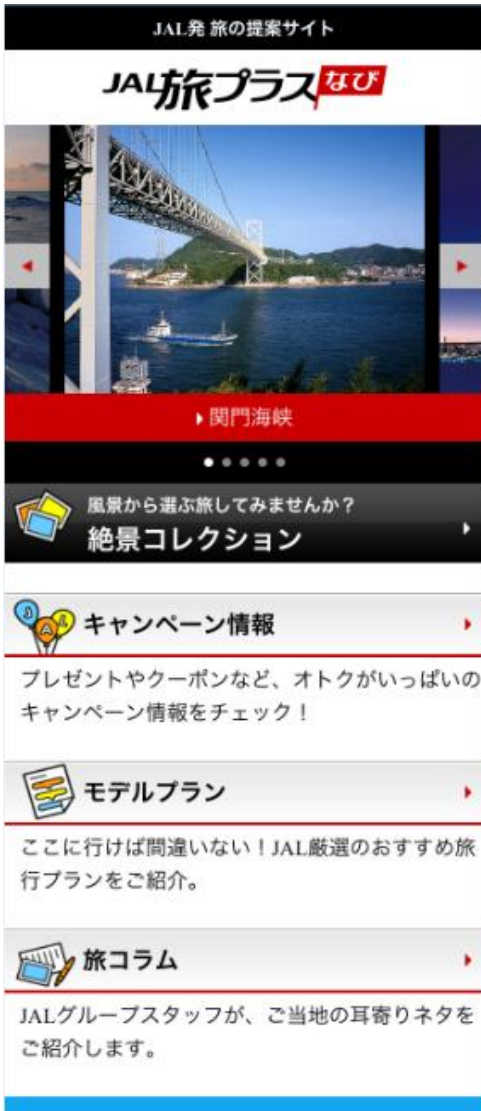 JAL発 旅の提案サイト
JAL旅プラスなび
関門海峡
風景から選ぶ旅してみませんか？
絶景コレクション
キャンペーン情報
プレゼントやクーポンなど、オトクがいっぱいの
キャンペーン情報をチェック！
モデルプラン
ここに行けば間違いない！JAL厳選のおすすめ旅
行プランをご紹介。
旅コラム
JALグループスタッフが、ご当地の耳寄りネタを
ご紹介します。